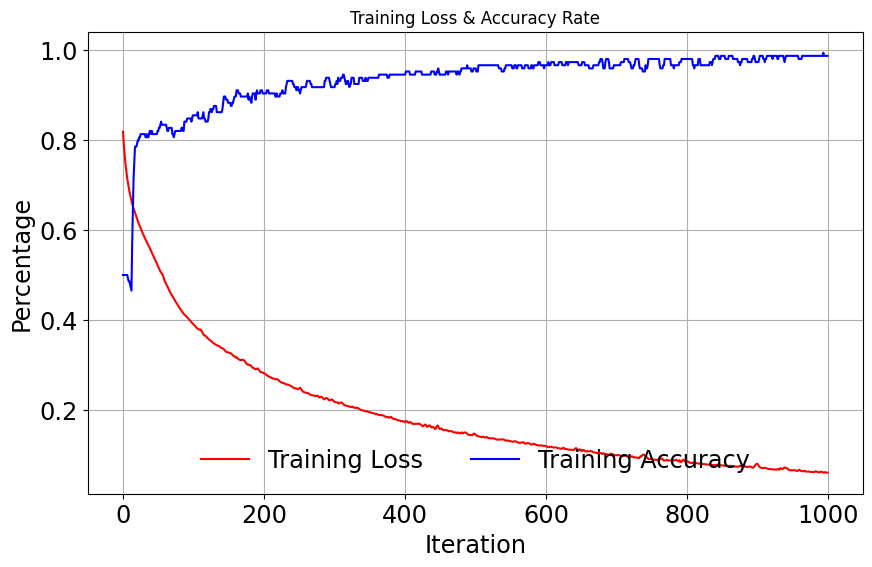 Training Loss & Accuracy Rate
1.0
0.8
0.6
0.4
0.2
Percentage
Training Loss Training Accuracy
0 200 400 600 800 1000
Iteration